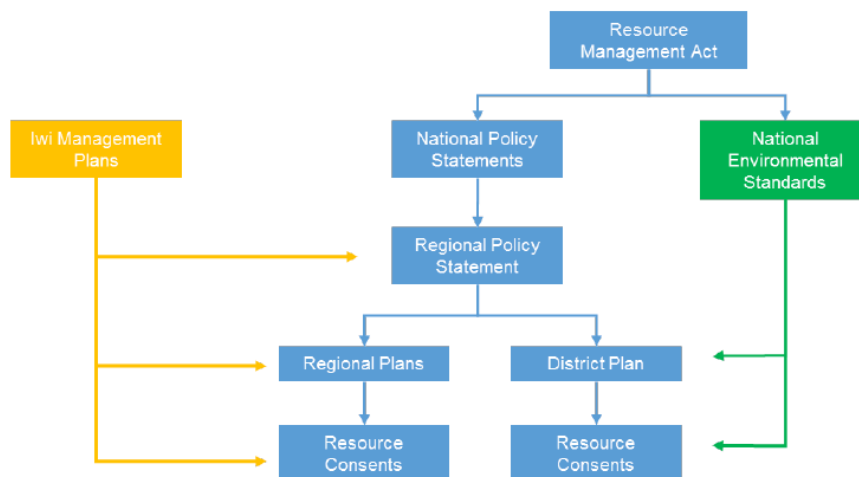 Resource
Management Act
Iwi Management
Plans
National Policy
Statements
National
Environmental
Standards
Regional Policy
Statement
Regional Plans
District Plan
Resource
Consents
Resource
Consents